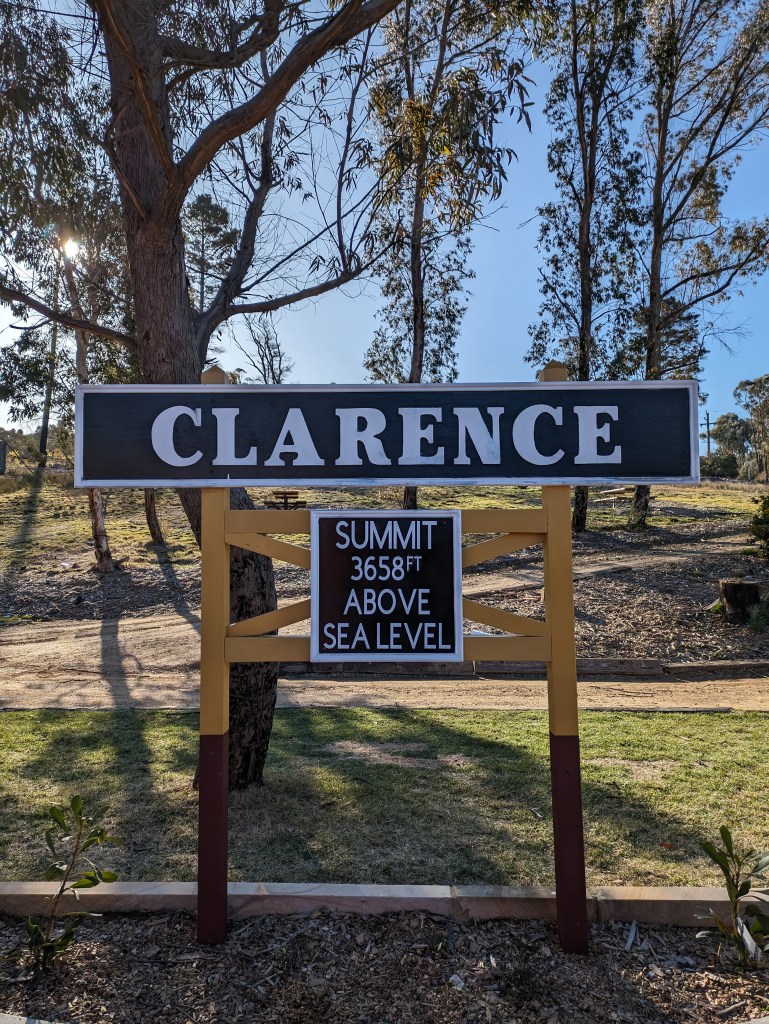 CLARENCE
SUMMIT
3658FT
ABOVE
SEA LEVEL